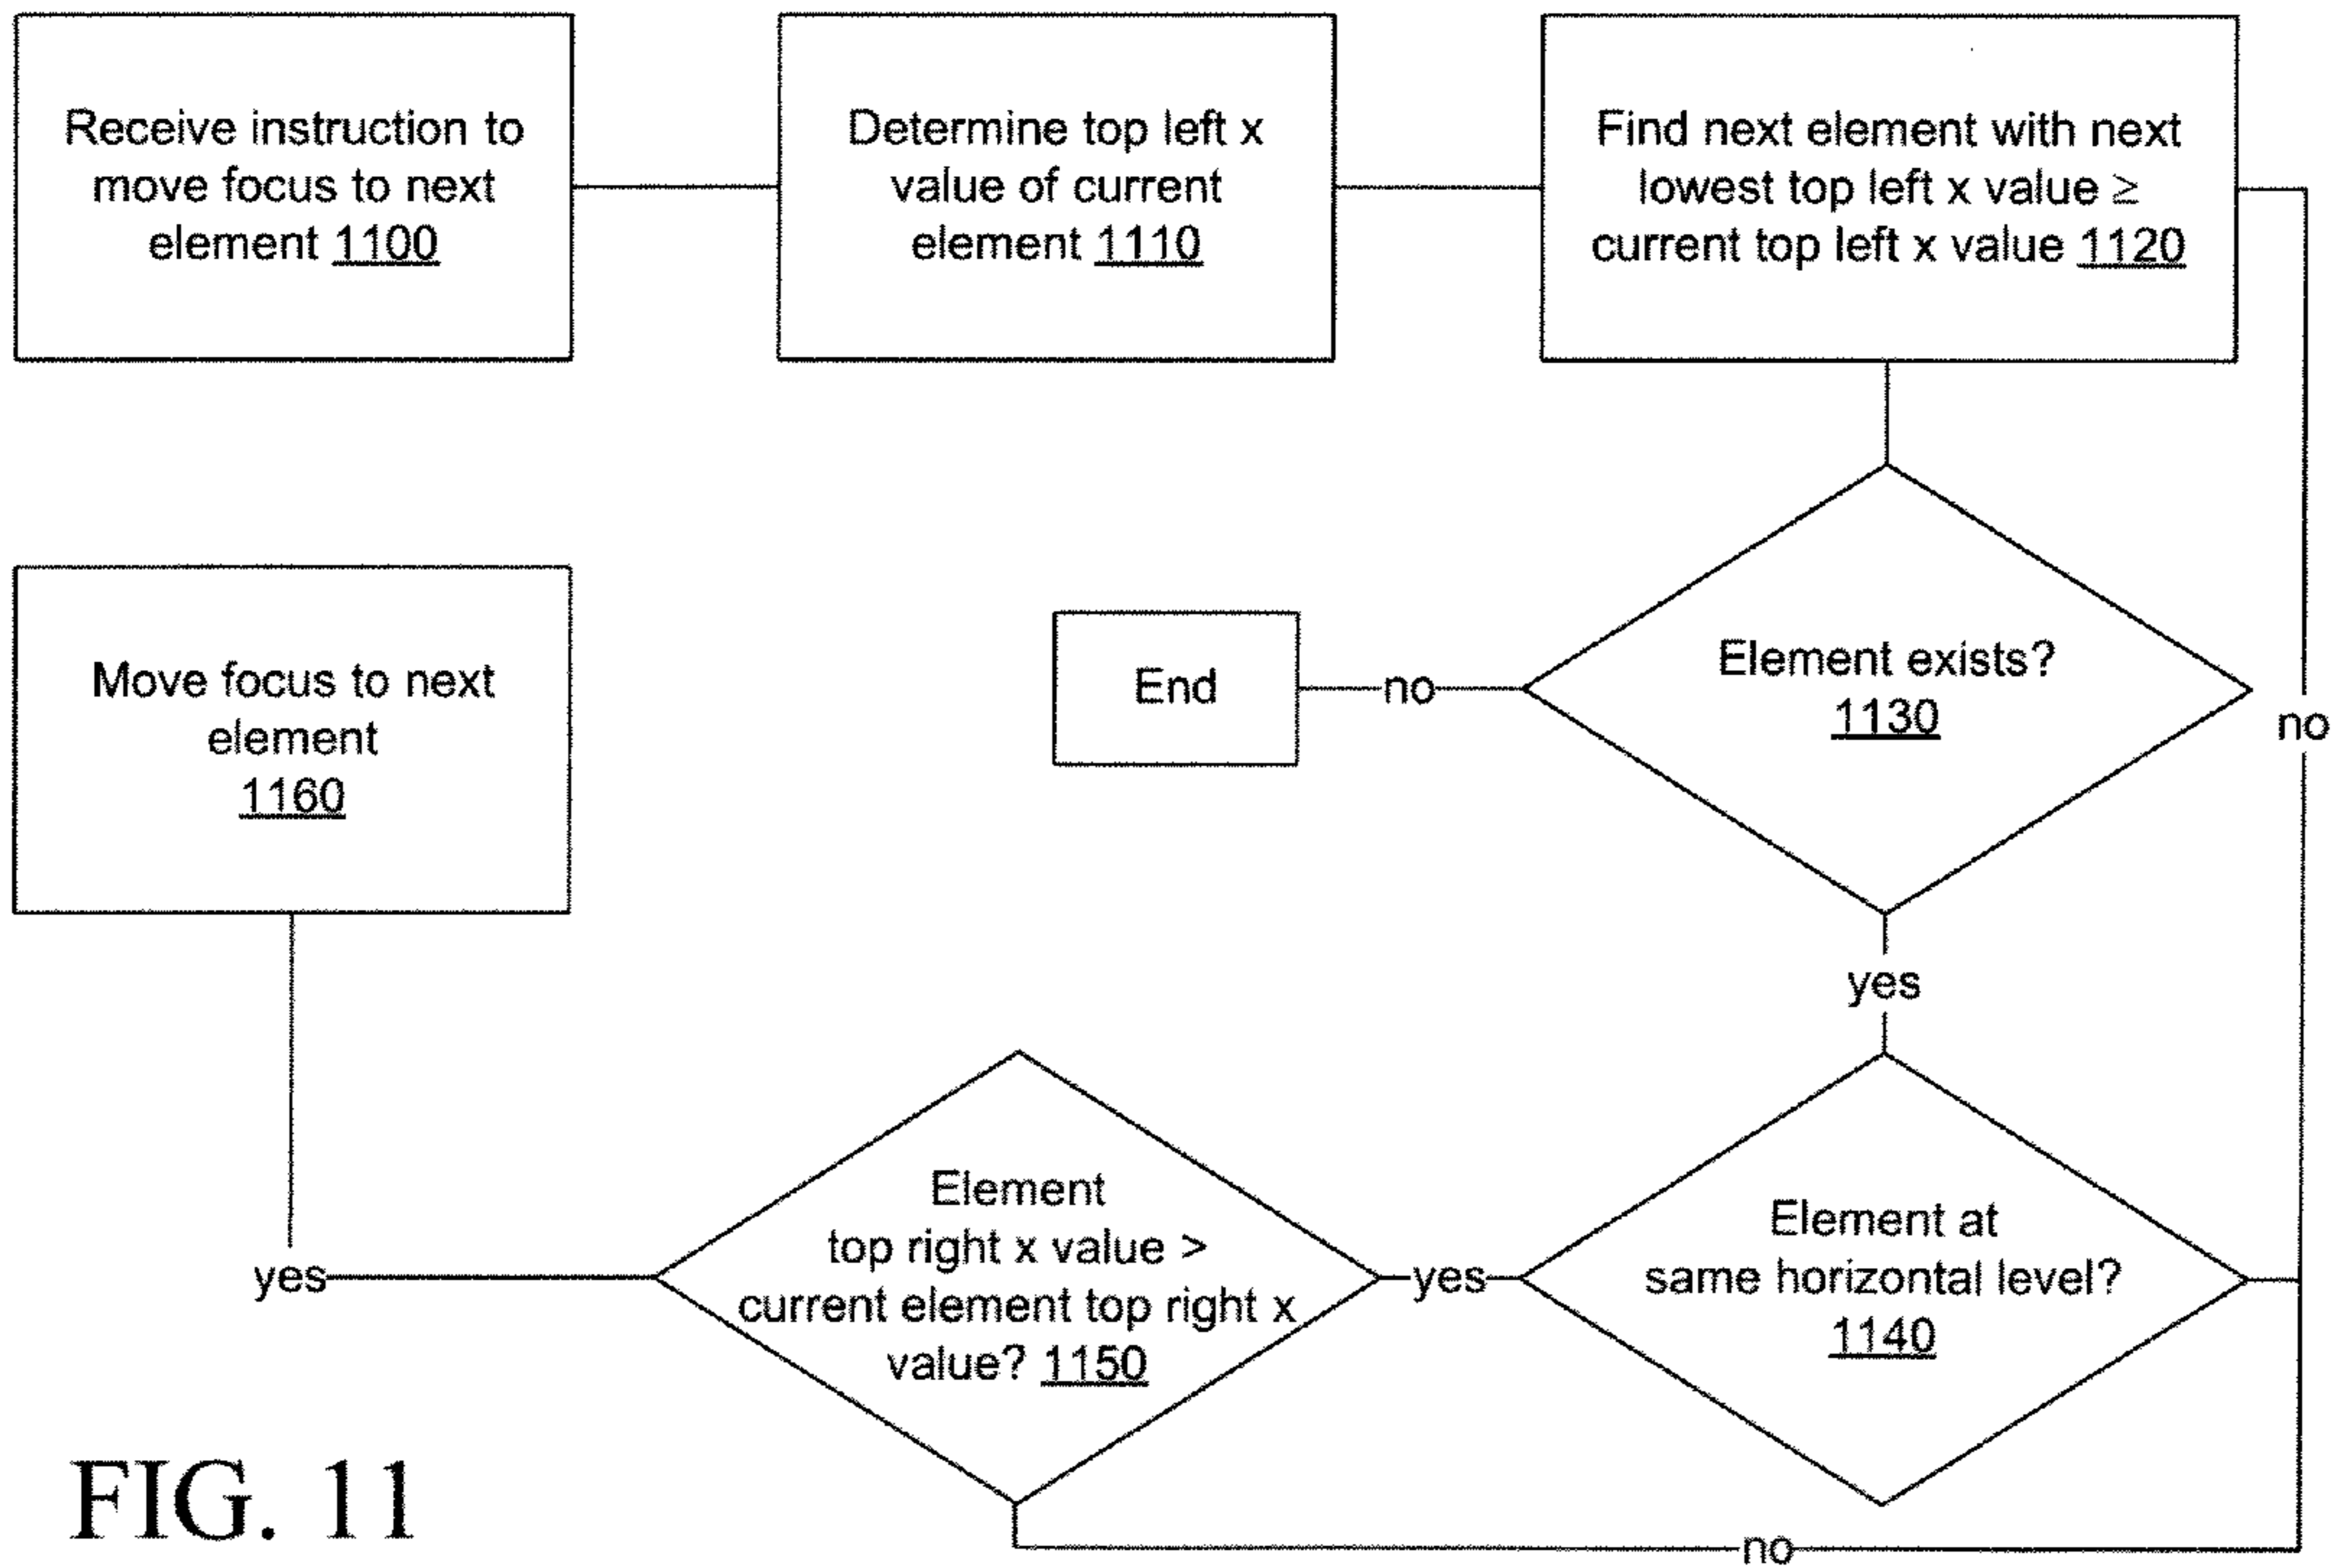 Receive instruction to
move focus to next
element 1100
Determine top left x
value of current
element 1110
Find next element with next
lowest top left x value ≥
current top left x value 1120
Element exists?
1130
no
End
no
yes
Element at
same horizontal level?
1140
yes
Element
top right x value >
current element top right x
value? 1150
no
yes
Move focus to next
element
1160
FIG. 11